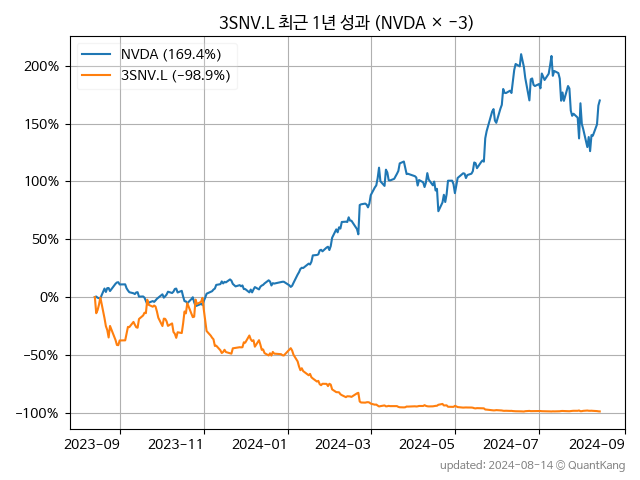 3SNV.L 최근 1년 성과 (NVDA × −3)
NVDA (169.4%)
3SNV.L (−98.9%)
200%
150%
100%
50%
0%
−50%
−100%
2023-09 2023-11 2024-01 2024-03 2024-05 2024-07 2024-09
updated: 2024-08-14 © QuantKang